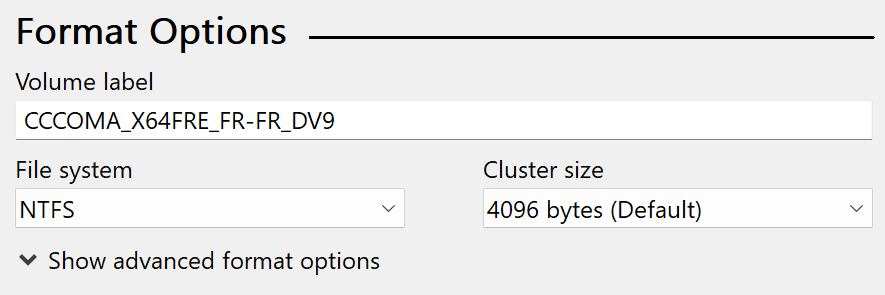 Format Options
Volume label
CCCOMA_X64FRE_FR-FR_DV9
File system
Cluster size
NTFS
4096 bytes (Default)
Show advanced format options